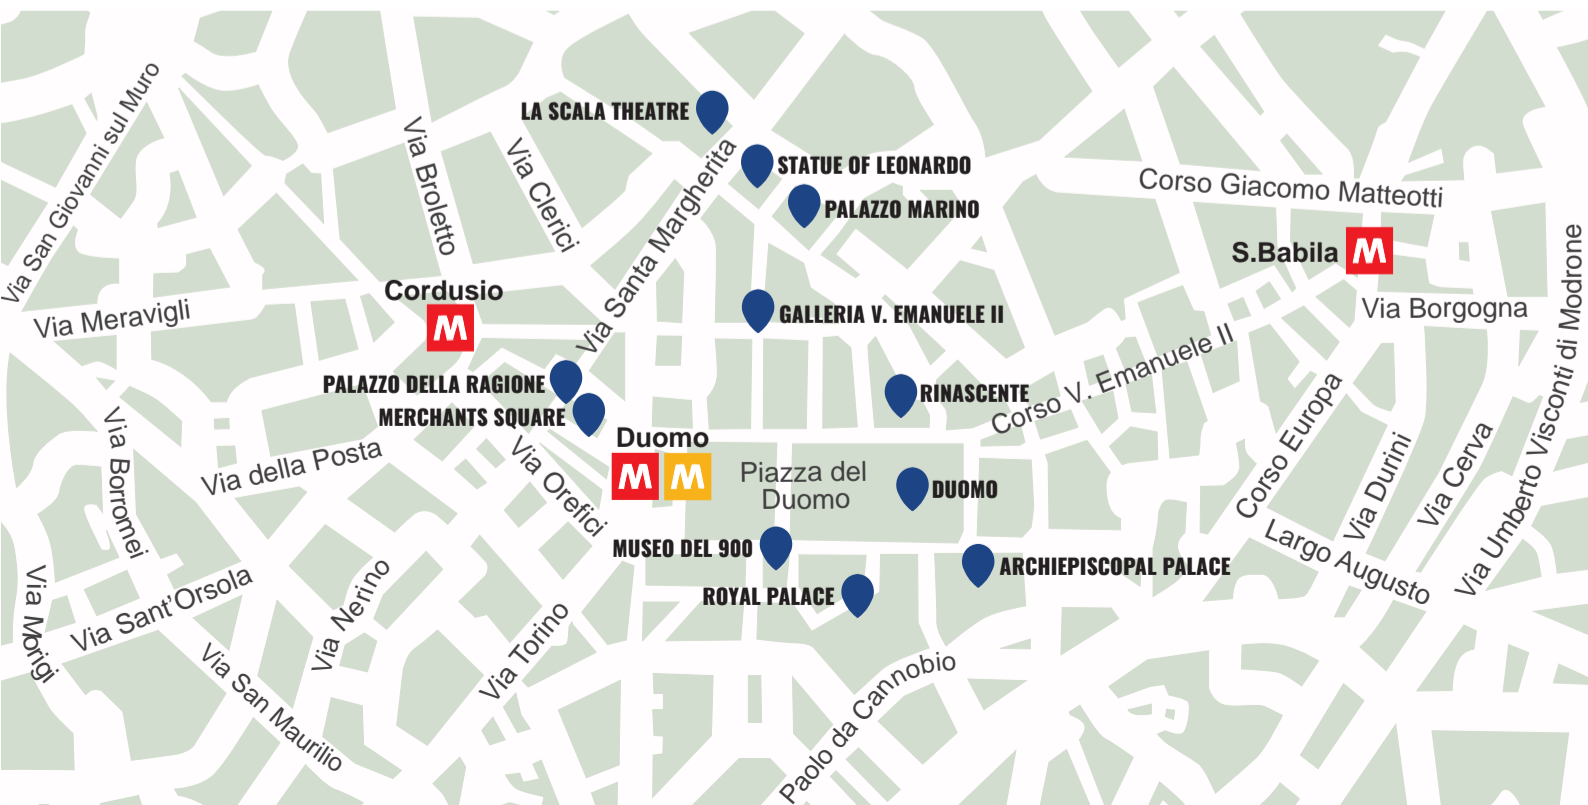 Via San Giovanni sul Muro
LA SCALA THEATRE
Via Broletto
Via Clerici
Via Santa Margherita
STATUE OF LEONARDO
PALAZZO MARINO
Corso Giacomo Matteotti
S.Babila
M
Via Borgogna
Via Umberto Visconti di Modrone
Cordusio
M
Via Meravigli
GALLERIA V. EMANUELE II
PALAZZO DELLA RAGIONE
MERCHANTS SQUARE
RINASCENTE
Corso V. Emanuele II
Corso Europa
Via Durini
Via Cerva
Largo Augusto
Via Borromei
Via della Posta
Via Orefici
Duomo
M M
Piazza del
Duomo
DUOMO
MUSEO DEL 900
ROYAL PALACE
ARCHIEPISCOPAL PALACE
Via Morigi
Via Sant'Orsola
Via Nerino
Via Torino
Via San Maurilio
Paolo da Cannobio